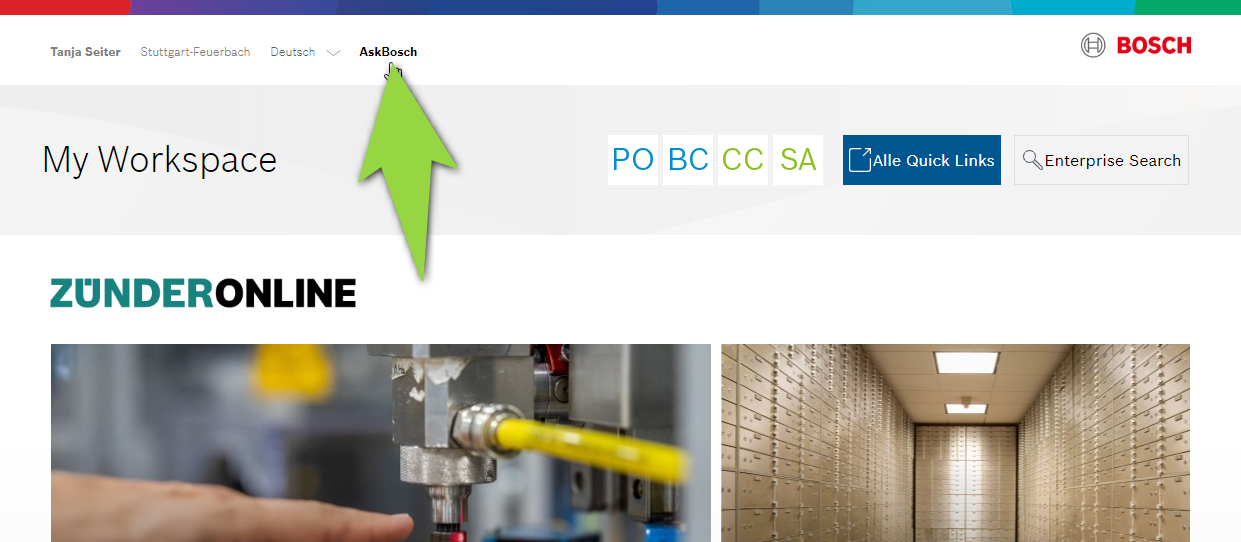 Tanja Seiter Stuttgart-Feuerbach Deutsch AskBosch
BOSCH
My Workspace
PO BC CC SA Alle Quick Links Enterprise Search
ZÜNDERONLINE